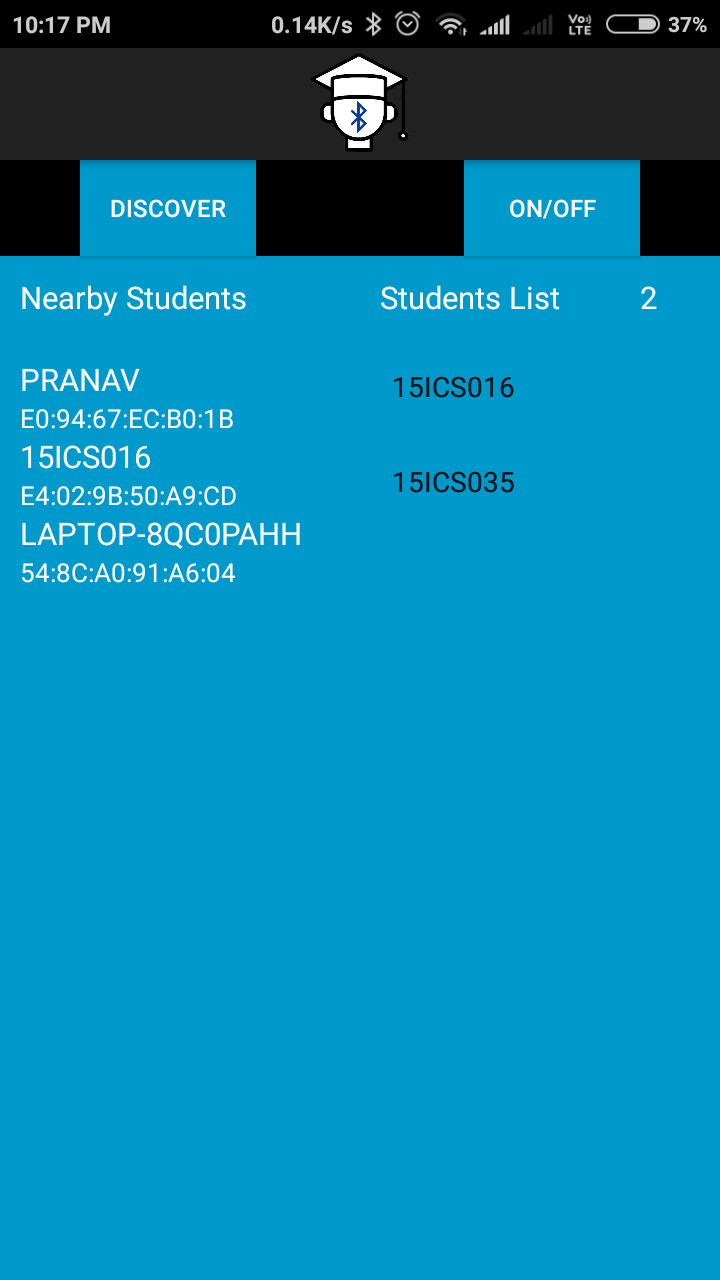 10:17 PM 0.14K/s Vo) LTE 37%
DISCOVER ON/OFF
Nearby Students Students List 2
PRANAV
E0:94:67:EC:B0:1B
15ICS016
E4:02:9B:50:A9:CD
LAPTOP-8QC0PAHH
54:8C:A0:91:A6:04
15ICS016
15ICS035